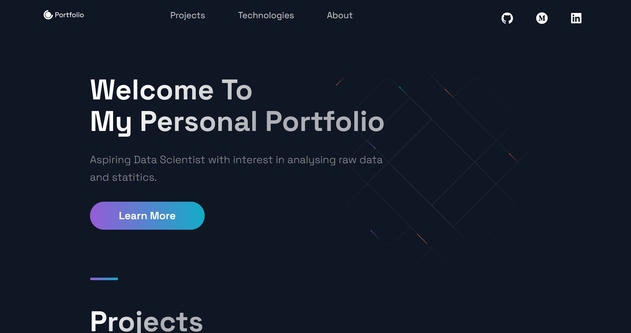 Portfolio
Projects
Technologies
About
Welcome To
My Personal Portfolio
Aspiring Data Scientist with interest in analysing raw data
and statitics.
Learn More
Projects